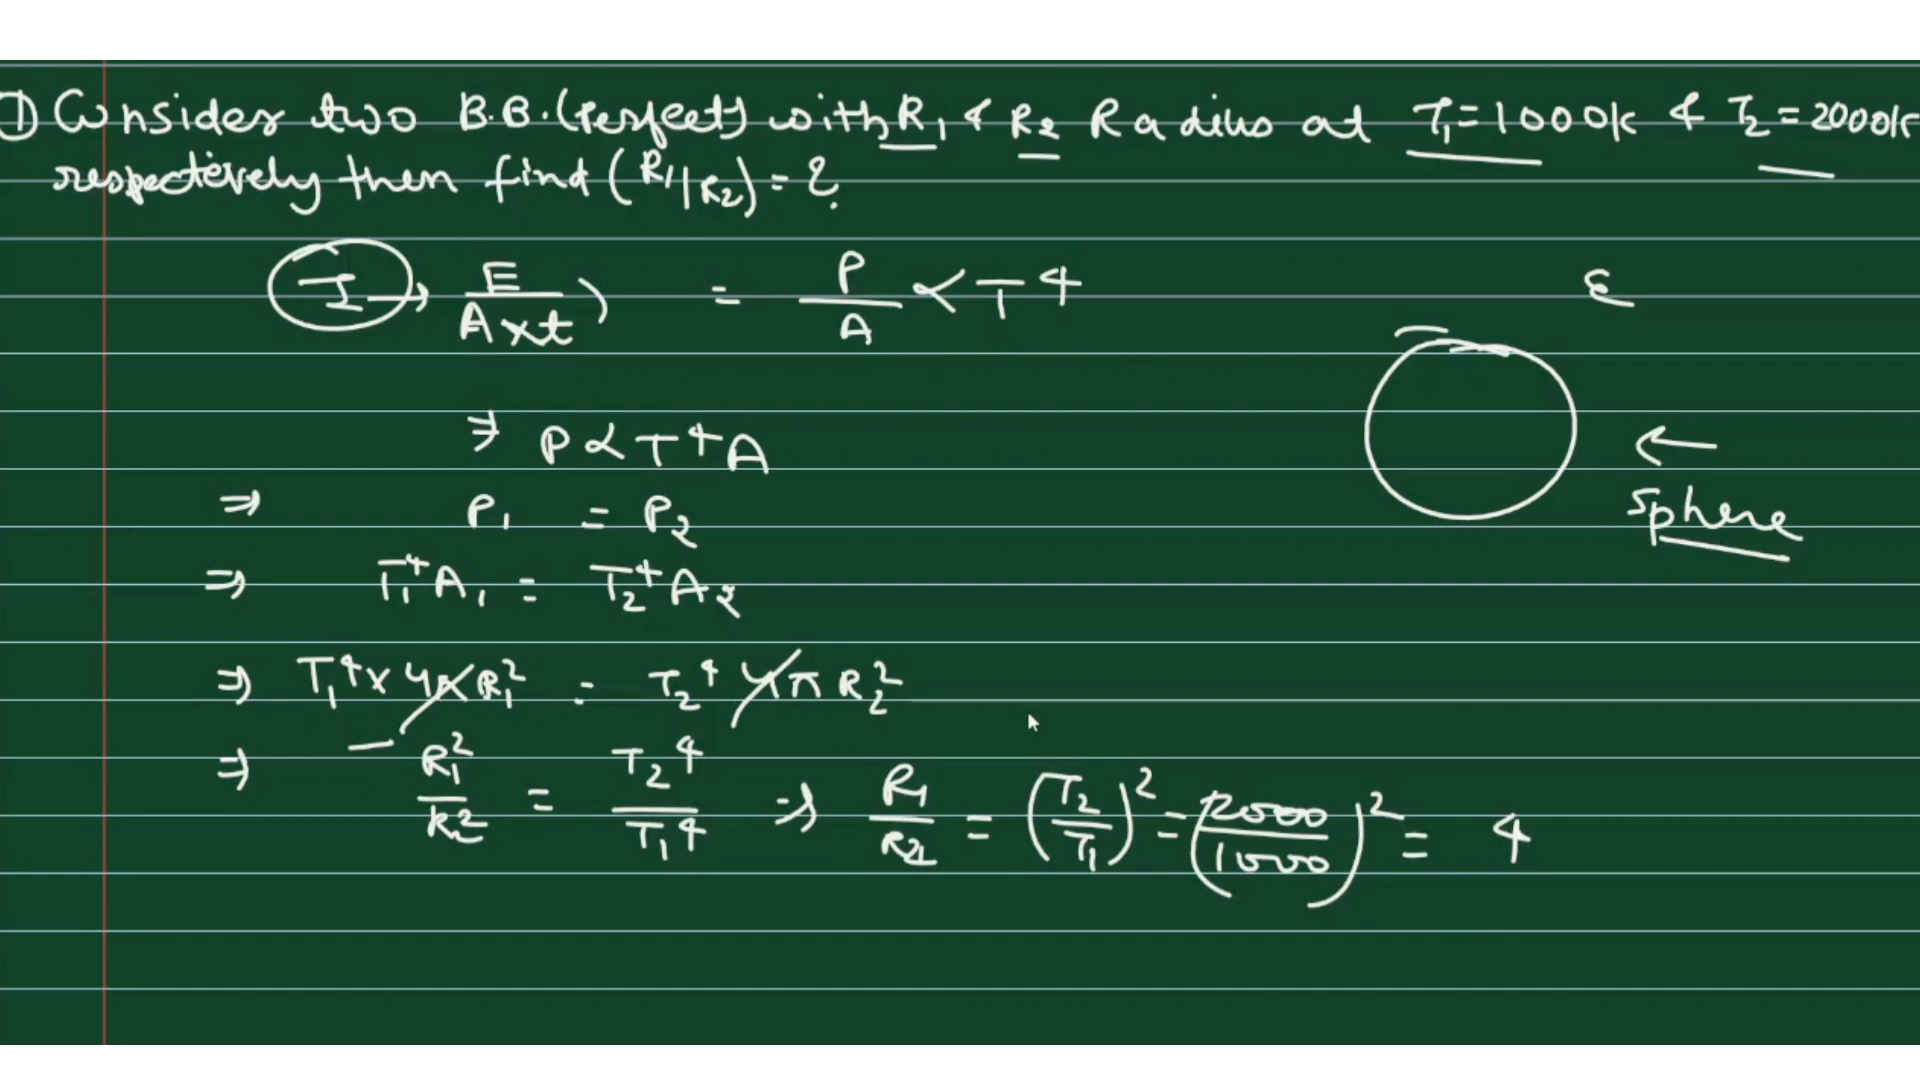 ① Consider two B.B.(Perfect) with R₁ & R₂ Radius at T₁=1000K & T₂=2000K
respectively then find (R₁/R₂)=?
I → E/(A×t) = P/A ∝ T⁴
ε
⇒ P ∝ T⁴A
← sphere
⇒ P₁ = P₂
⇒ T₁⁴A₁ = T₂⁴A₂
⇒ T₁⁴×4πR₁² = T₂⁴ 4πR₂²
⇒ R₁²/R₂² = T₂⁴/T₁⁴ ⇒ R₁/R₂ = (T₂/T₁)² = (2000/1000)² = 4